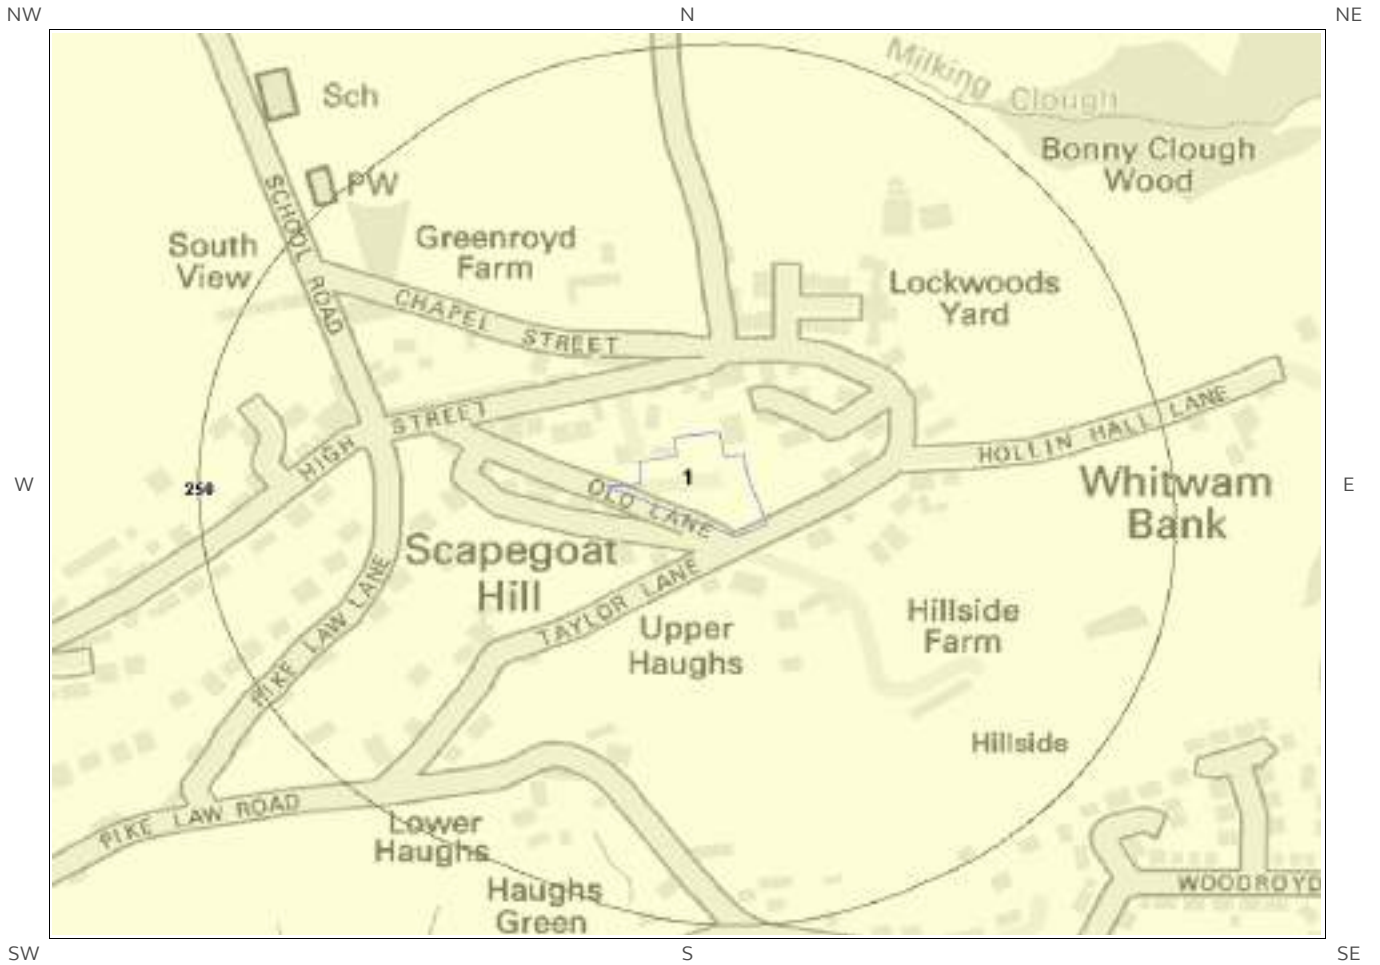 NW
N
NE
Milking
Clough
Sch
Bonny Clough
Wood
PW
SCHOOL ROAD
South
View
Greenroyd
Farm
Lockwoods
Yard
CHAPEL STREET
HIGH STREET
HOLLIN HALL LANE
W
250
1
E
OLD LANE
Whitwam
Bank
Scapegoat
Hill
PIKE LAW LANE
TAYLOR LANE
Upper
Haughs
Hillside
Farm
Hillside
PIKE LAW ROAD
Lower
Haughs
Haughs
Green
WOODROYD
SW
S
SE